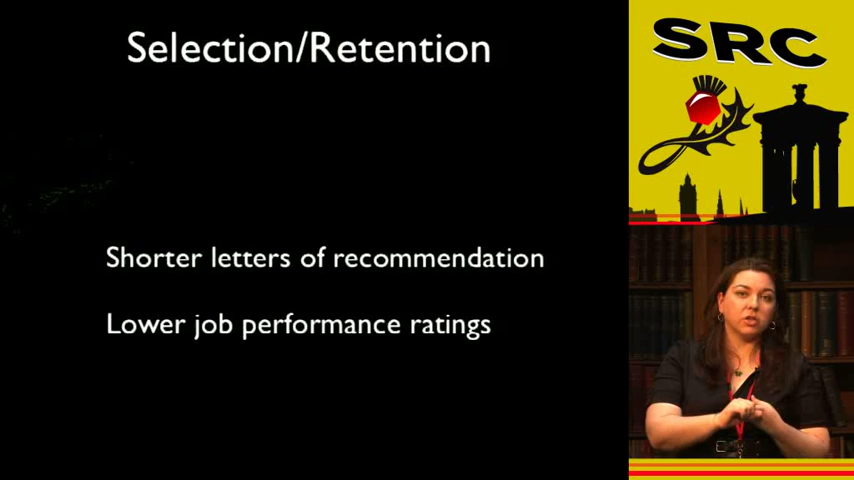 Selection/Retention
SRC
Shorter letters of recommendation
Lower job performance ratings